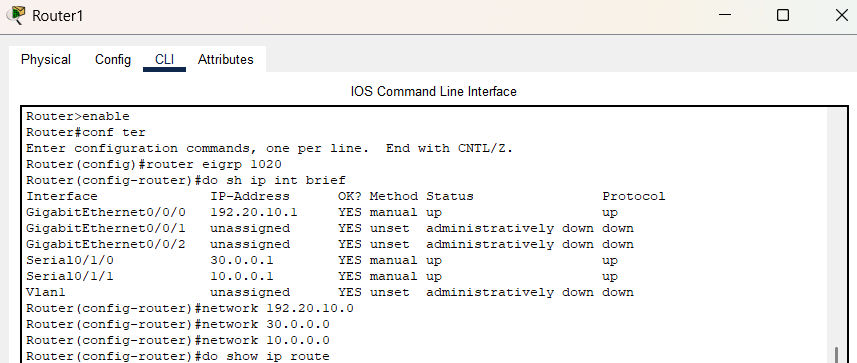 Router1
Physical Config CLI Attributes
IOS Command Line Interface
Router>enable
Router#conf ter
Enter configuration commands, one per line.  End with CNTL/Z.
Router(config)#router eigrp 1020
Router(config-router)#do sh ip int brief
Interface              IP-Address      OK? Method Status                Protocol
GigabitEthernet0/0/0   192.20.10.1     YES manual up                    up
GigabitEthernet0/0/1   unassigned      YES unset  administratively down down
GigabitEthernet0/0/2   unassigned      YES unset  administratively down down
Serial0/1/0            30.0.0.1        YES manual up                    up
Serial0/1/1            10.0.0.1        YES manual up                    up
Vlan1                  unassigned      YES unset  administratively down down
Router(config-router)#network 192.20.10.0
Router(config-router)#network 30.0.0.0
Router(config-router)#network 10.0.0.0
Router(config-router)#do show ip route